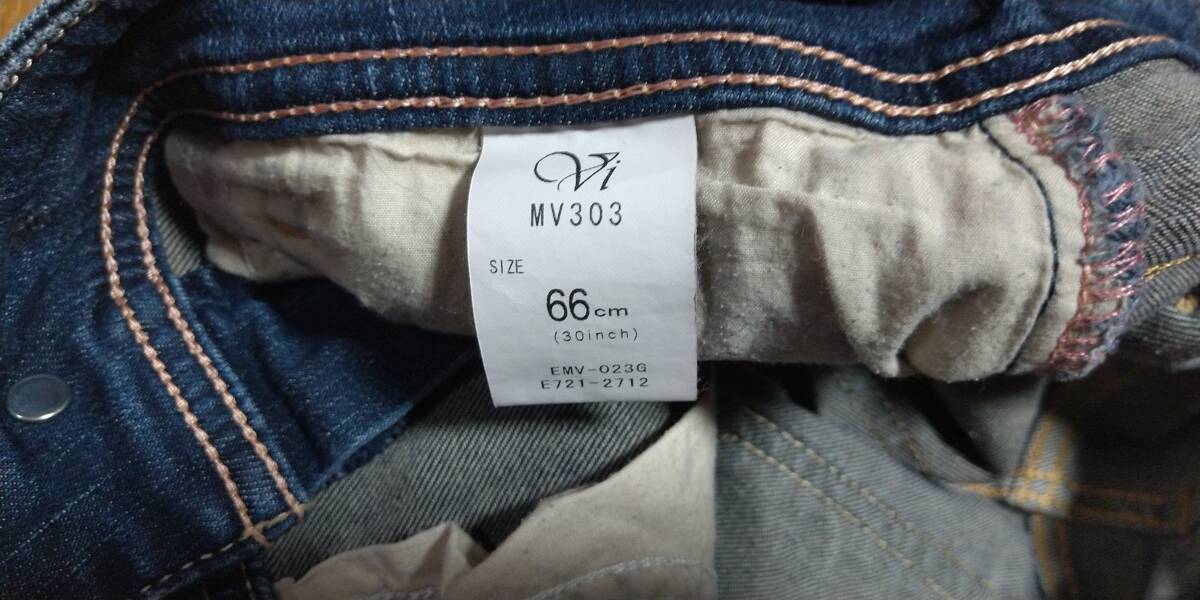 Vi
MV303
SIZE
66cm
(30inch)
EMV-023G
E721-2712